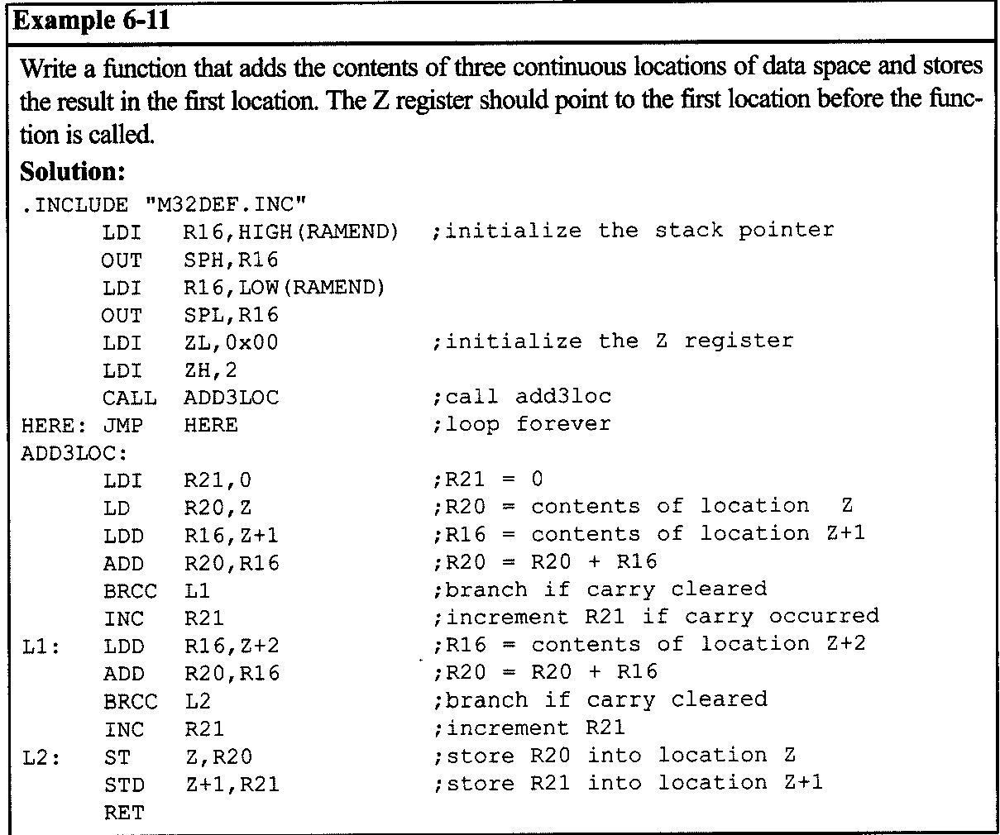 Example 6-11
Write a function that adds the contents of three continuous locations of data space and stores
the result in the first location. The Z register should point to the first location before the func-
tion is called.
Solution:
.INCLUDE "M32DEF.INC"
LDI R16,HIGH(RAMEND) ;initialize the stack pointer
OUT SPH,R16
LDI R16,LOW(RAMEND)
OUT SPL,R16
LDI ZL,0x00 ;initialize the Z register
LDI ZH,2
CALL ADD3LOC ;call add3loc
HERE: JMP HERE ;loop forever
ADD3LOC:
LDI R21,0 ;R21 = 0
LD R20,Z ;R20 = contents of location Z
LDD R16,Z+1 ;R16 = contents of location Z+1
ADD R20,R16 ;R20 = R20 + R16
BRCC L1 ;branch if carry cleared
INC R21 ;increment R21 if carry occurred
L1: LDD R16,Z+2 ;R16 = contents of location Z+2
ADD R20,R16 ;R20 = R20 + R16
BRCC L2 ;branch if carry cleared
INC R21 ;increment R21
L2: ST Z,R20 ;store R20 into location Z
STD Z+1,R21 ;store R21 into location Z+1
RET